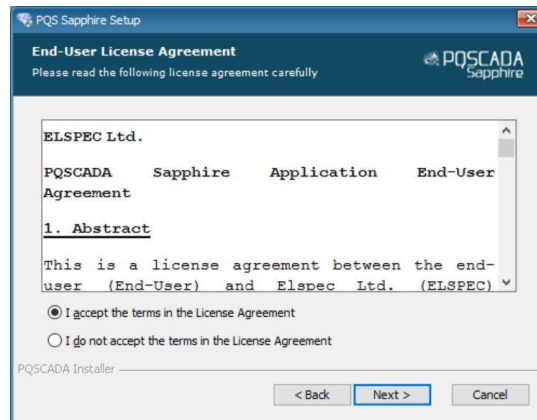 PQS Sapphire Setup
End-User License Agreement
Please read the following license agreement carefully
PQSCADA
Sapphire
ELSPEC Ltd.
PQSCADA Sapphire Application End-User
Agreement
1. Abstract
This is a license agreement between the end-
user (End-User) and Elspec Ltd. (ELSPEC)
I accept the terms in the License Agreement
I do not accept the terms in the License Agreement
PQSCADA Installer
< Back
Next >
Cancel